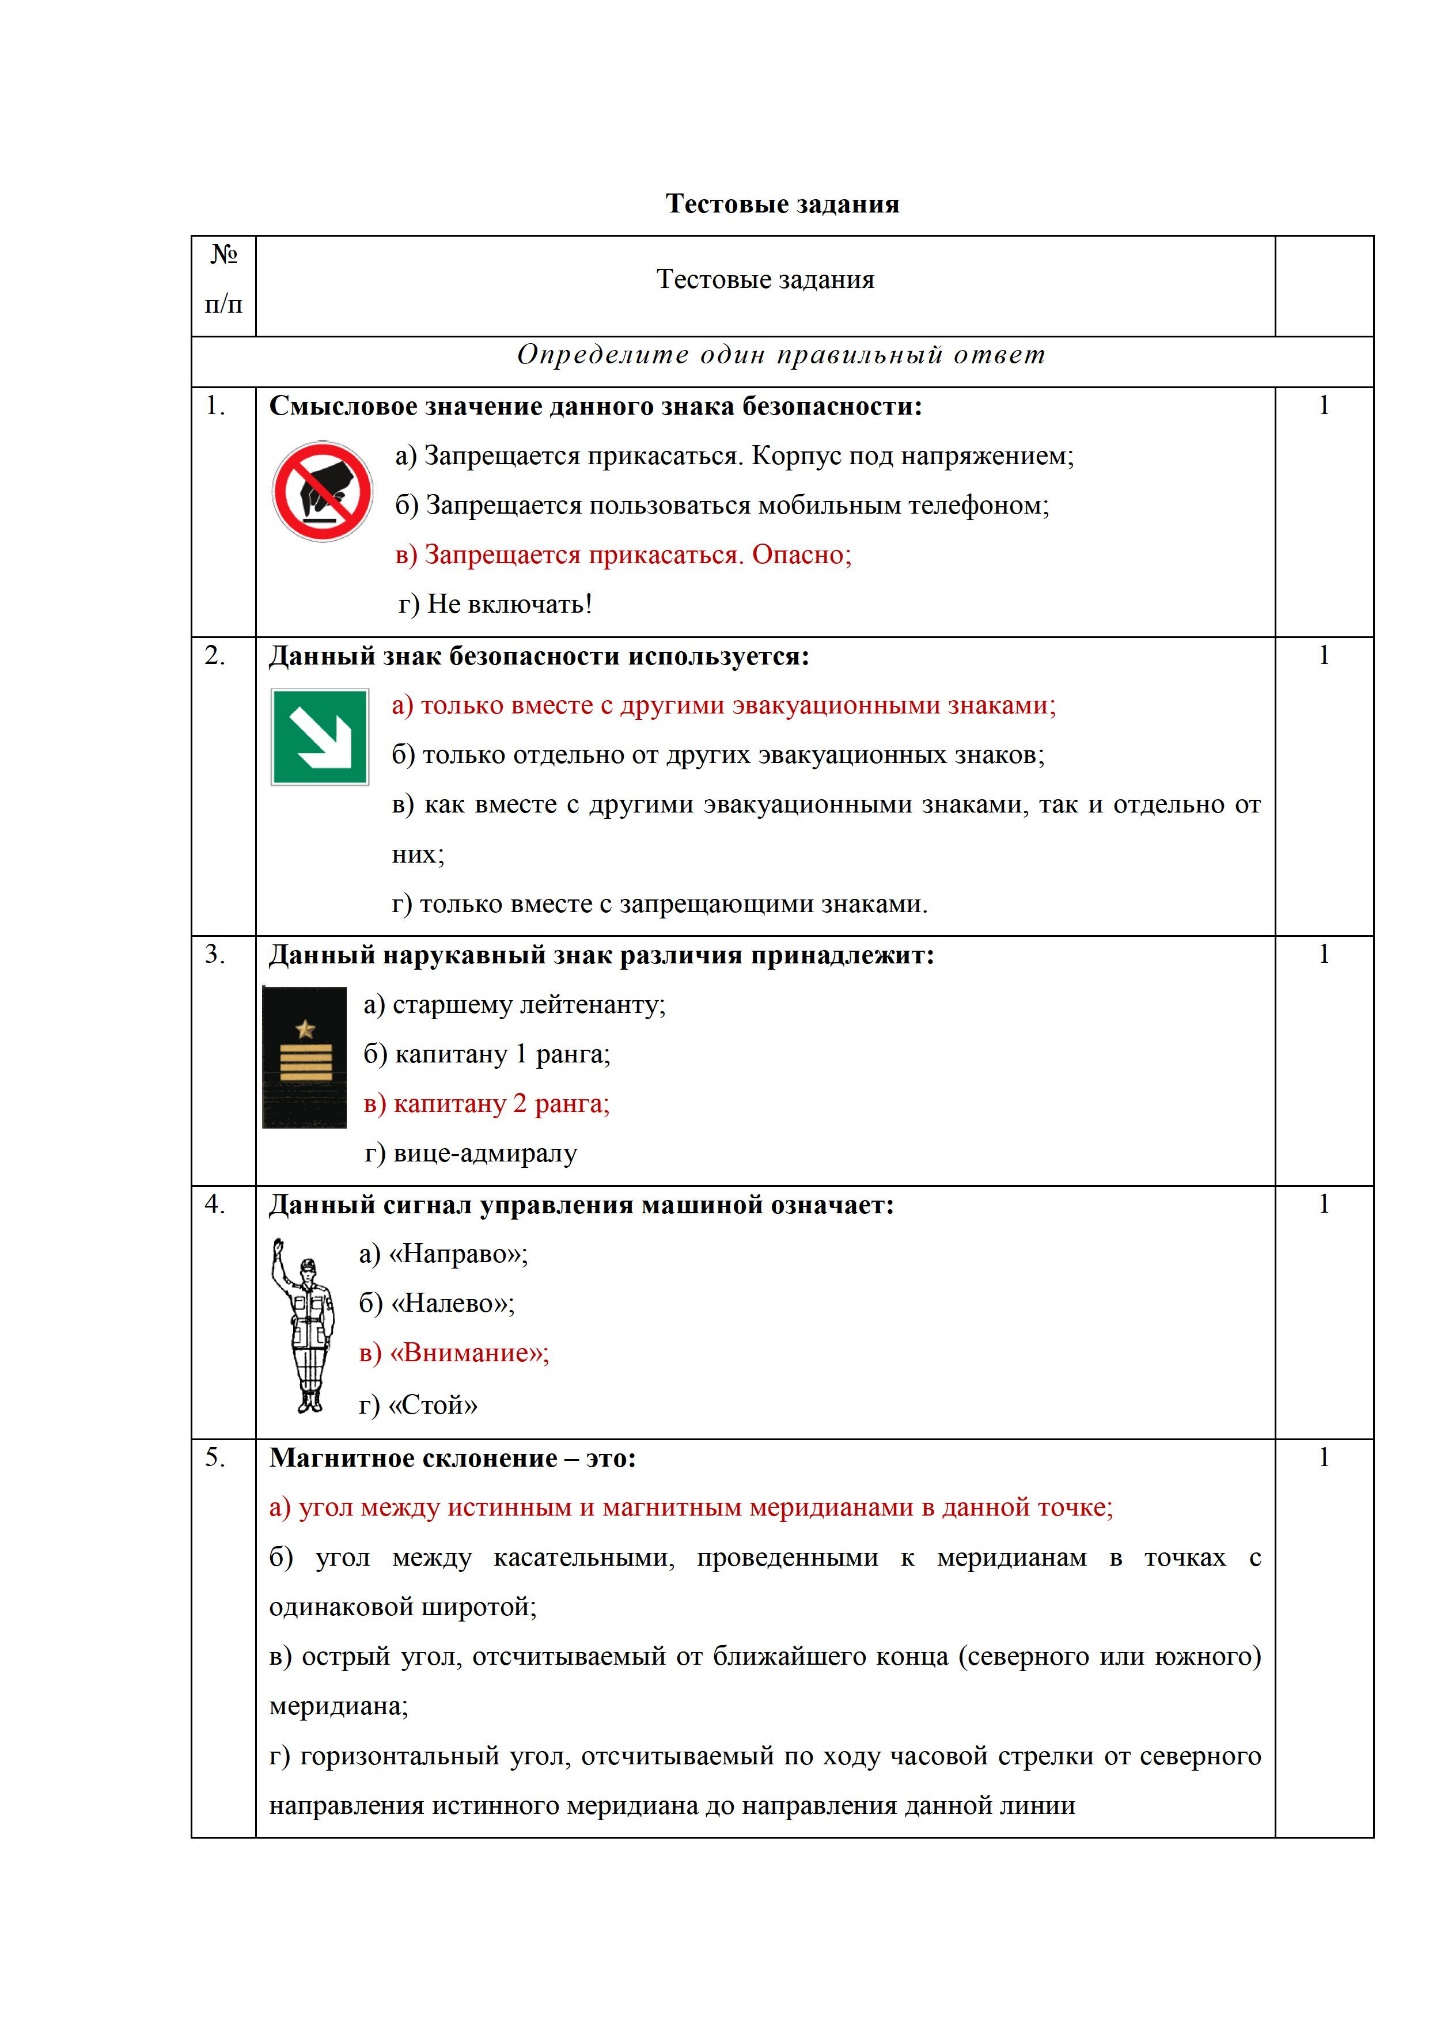 Тестовые задания
№
п/п
Тестовые задания
Определите один правильный ответ
1.
Смысловое значение данного знака безопасности:
1
а) Запрещается прикасаться. Корпус под напряжением;
б) Запрещается пользоваться мобильным телефоном;
в) Запрещается прикасаться. Опасно;
г) Не включать!
2.
Данный знак безопасности используется:
1
а) только вместе с другими эвакуационными знаками;
б) только отдельно от других эвакуационных знаков;
в) как вместе с другими эвакуационными знаками, так и отдельно от
них;
г) только вместе с запрещающими знаками.
3.
Данный нарукавный знак различия принадлежит:
1
а) старшему лейтенанту;
б) капитану 1 ранга;
в) капитану 2 ранга;
г) вице-адмиралу
4.
Данный сигнал управления машиной означает:
1
а) «Направо»;
б) «Налево»;
в) «Внимание»;
г) «Стой»
5.
Магнитное склонение – это:
1
а) угол между истинным и магнитным меридианами в данной точке;
б) угол между касательными, проведенными к меридианам в точках с
одинаковой широтой;
в) острый угол, отсчитываемый от ближайшего конца (северного или южного)
меридиана;
г) горизонтальный угол, отсчитываемый по ходу часовой стрелки от северного
направления истинного меридиана до направления данной линии